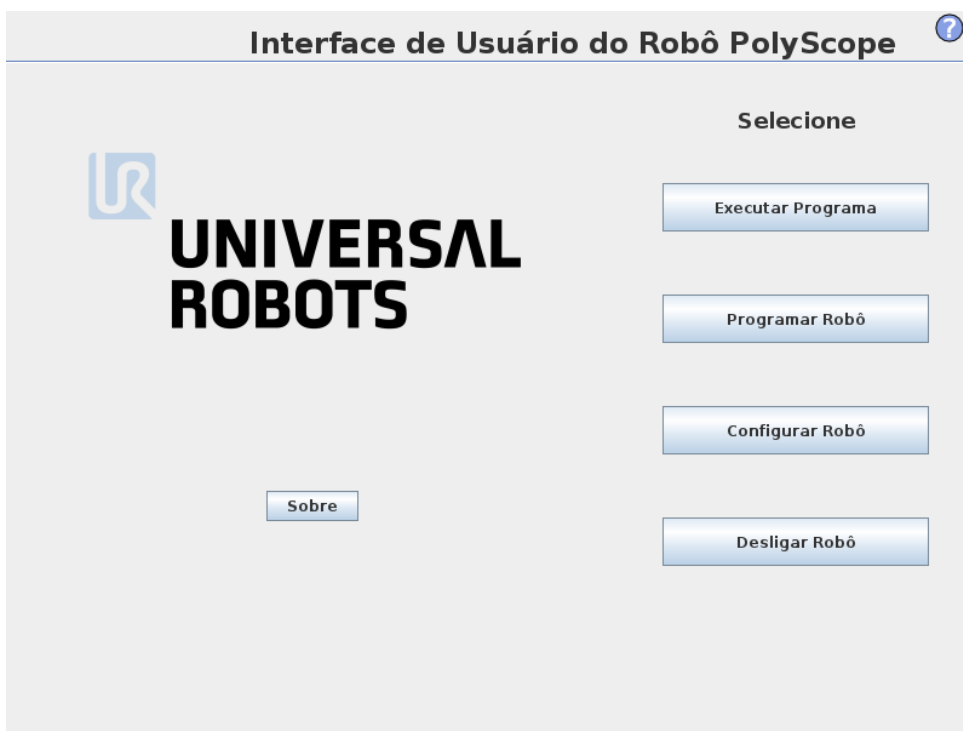 Interface de Usuário do Robô PolyScope
?
Selecione
UR
UNIVERSAL
ROBOTS
Executar Programa
Programar Robô
Configurar Robô
Sobre
Desligar Robô